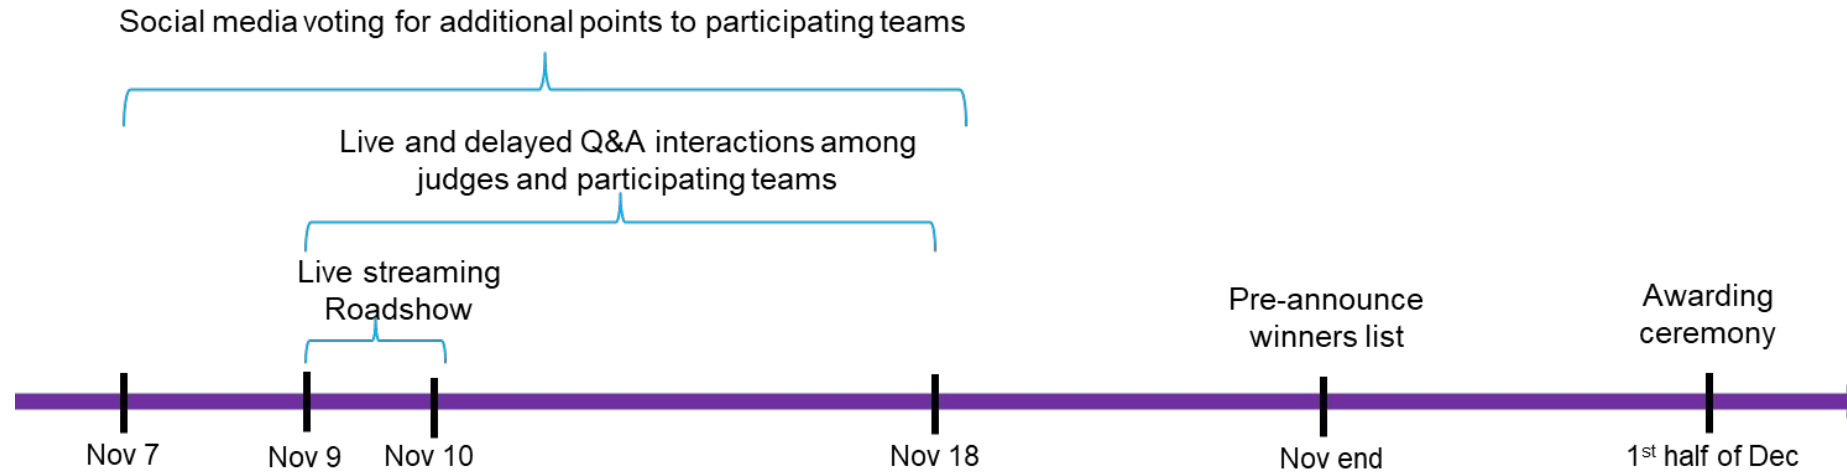 Social media voting for additional points to participating teams
Live and delayed Q&A interactions among
judges and participating teams
Live streaming
Roadshow
Pre-announce
winners list
Awarding
ceremony
Nov 7
Nov 9
Nov 10
Nov 18
Nov end
1st half of Dec